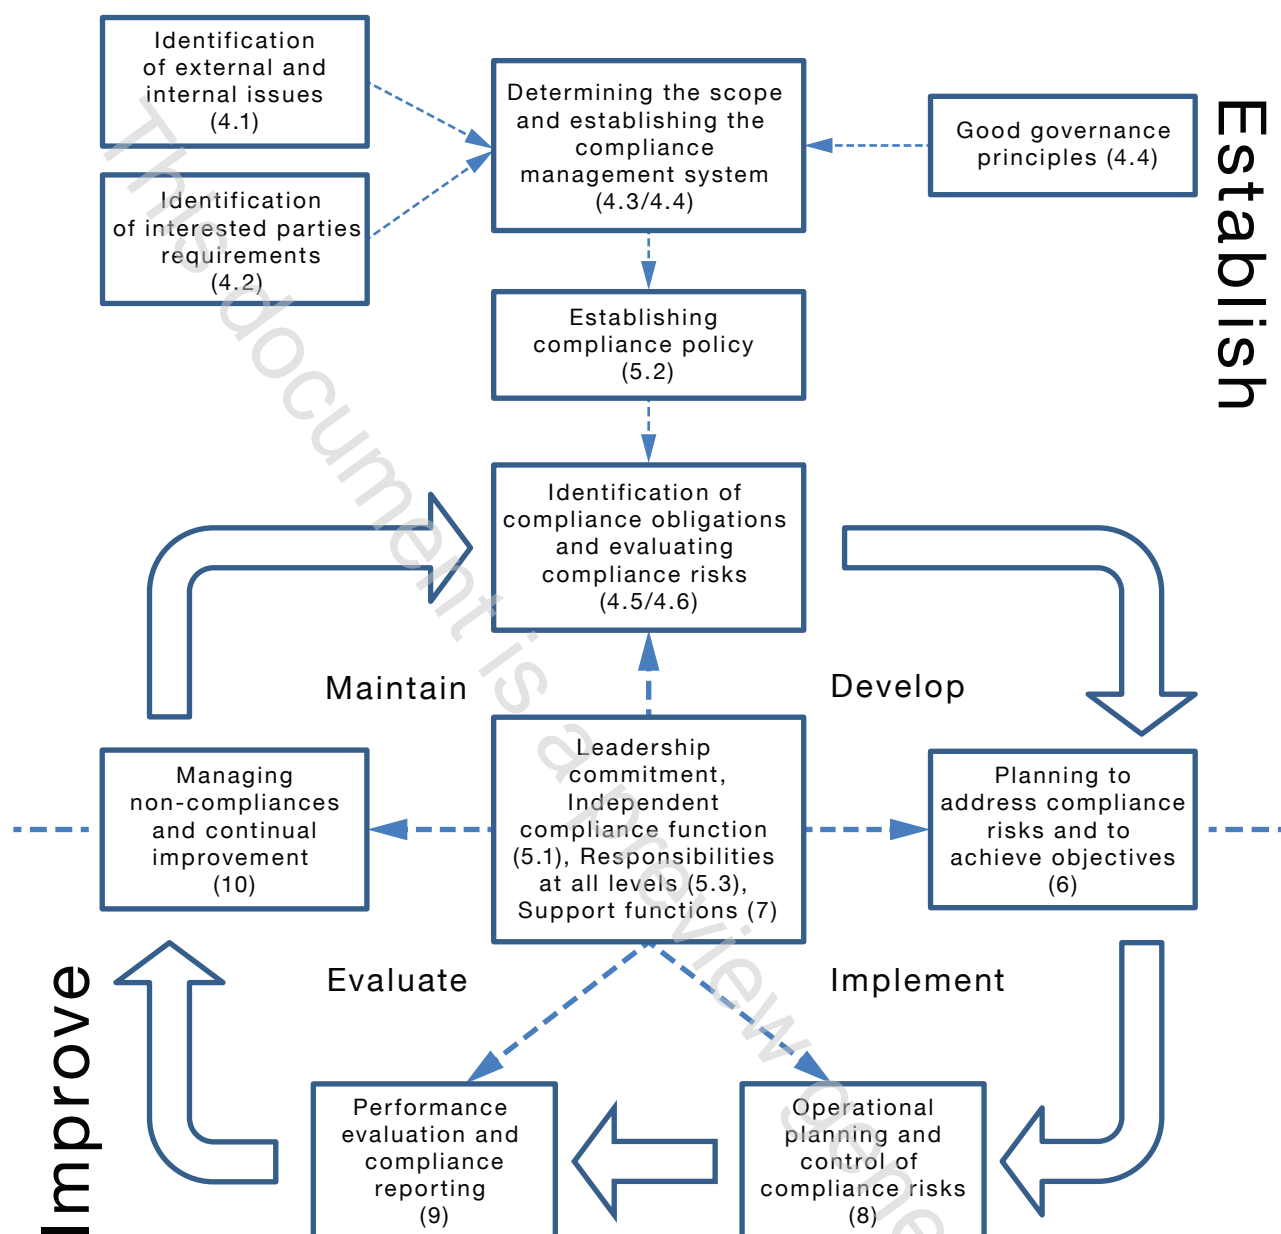 Identification
of external and
internal issues
(4.1)
Determining the scope
and establishing the
compliance
management system
(4.3/4.4)
Good governance
principles (4.4)
Establish
Identification
of interested parties
requirements
(4.2)
Establishing
compliance policy
(5.2)
Identification of
compliance obligations
and evaluating
compliance risks
(4.5/4.6)
Maintain
Develop
Managing
non-compliances
and continual
improvement
(10)
Leadership
commitment,
Independent
compliance function
(5.1), Responsibilities
at all levels (5.3),
Support functions (7)
Planning to
address compliance
risks and to
achieve objectives
(6)
Evaluate
Implement
Improve
Performance
evaluation and
compliance
reporting
(9)
Operational
planning and
control of
compliance risks
(8)
This document is a preview gene